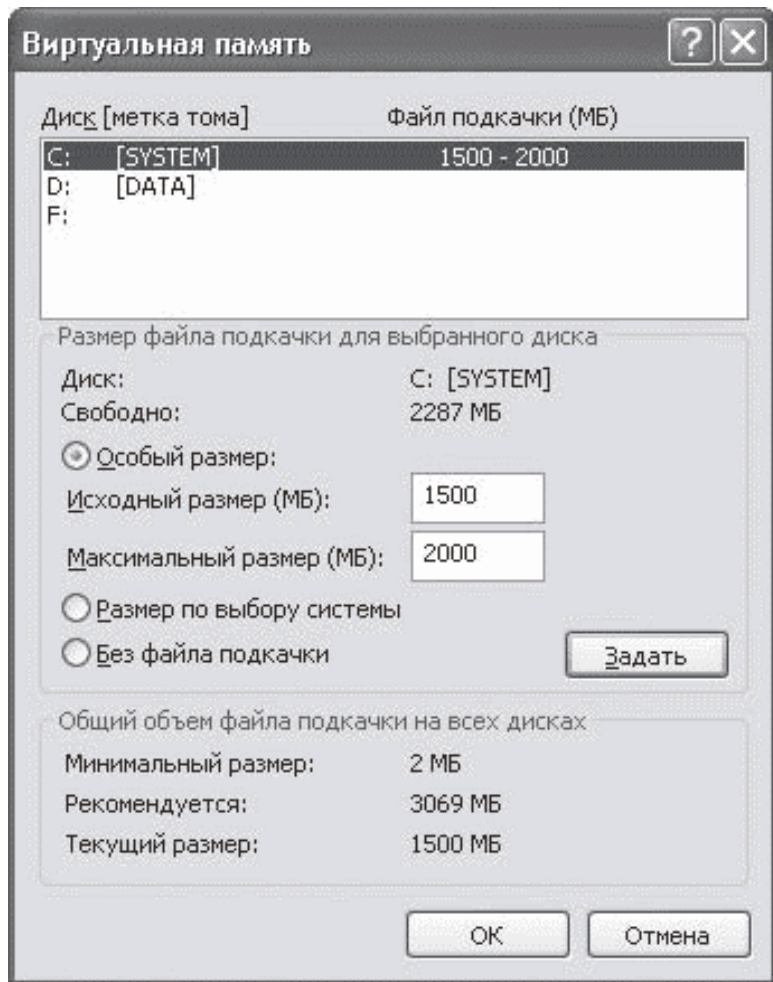 Виртуальная память
Диск [метка тома] Файл подкачки (МБ)
C: [SYSTEM] 1500 - 2000
D: [DATA]
F:
Размер файла подкачки для выбранного диска
Диск: C: [SYSTEM]
Свободно: 2287 МБ
Особый размер:
Исходный размер (МБ): 1500
Максимальный размер (МБ): 2000
Размер по выбору системы
Без файла подкачки Задать
Общий объем файла подкачки на всех дисках
Минимальный размер: 2 МБ
Рекомендуется: 3069 МБ
Текущий размер: 1500 МБ
ОК Отмена